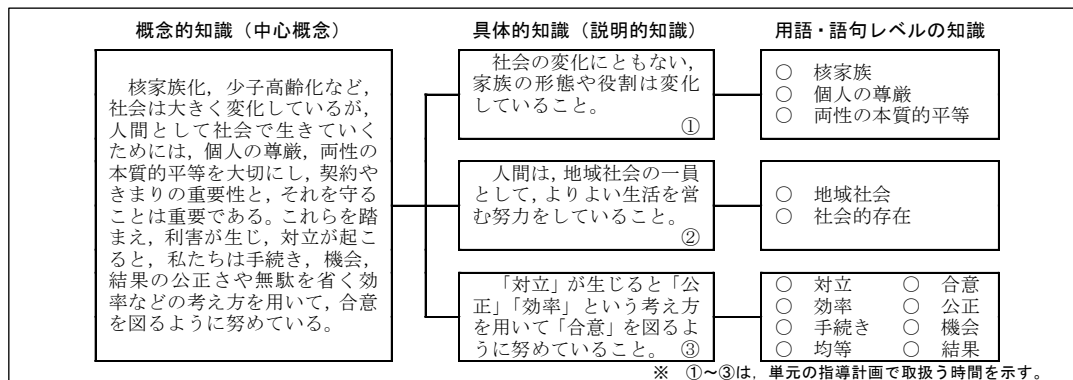 概念的知識（中心概念）
核家族化，少子高齢化など，
社会は大きく変化しているが，
人間として社会で生きていく
ためには，個人の尊厳，両性の
本質的平等を大切にし，契約や
きまりの重要性と，それを守る
ことは重要である。これらを踏
まえ，利害が生じ，対立が起こ
ると，私たちは手続き，機会，
結果の公正さや無駄を省く効
率などの考え方を用いて，合意
を図るように努めている。
具体的知識（説明的知識）
社会の変化にともない，
家族の形態や役割は変化
していること。
①
人間は，地域社会の一員
として，よりよい生活を営
む努力をしていること。
②
「対立」が生じると「公
正」「効率」という考え方
を用いて「合意」を図るよ
うに努めていること。 ③
用語・語句レベルの知識
○ 核家族
○ 個人の尊厳
○ 両性の本質的平等
○ 地域社会
○ 社会的存在
○ 対立 ○ 合意
○ 効率 ○ 公正
○ 手続き ○ 機会
○ 均等 ○ 結果
※ ①～③は，単元の指導計画で取扱う時間を示す。